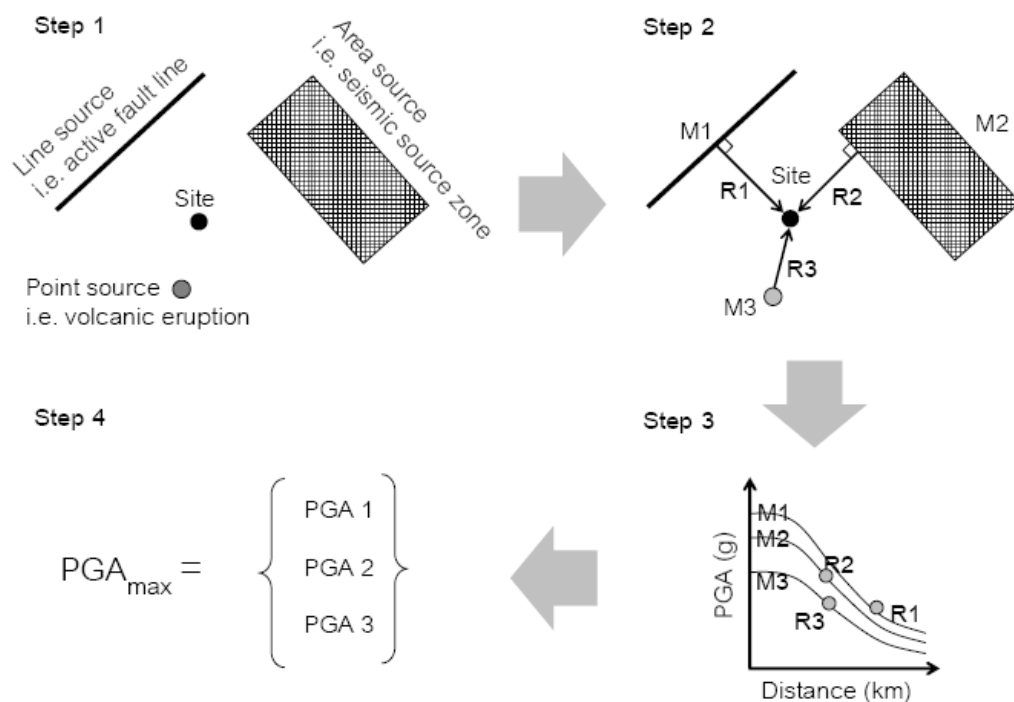 Step 1
Line source
i.e. active fault line
Area source
i.e. seismic source zone
Site
Point source
i.e. volcanic eruption
Step 2
M1
M2
R1
Site
R2
R3
M3
Step 4
PGAmax =
PGA 1
PGA 2
PGA 3
Step 3
PGA (g)
M1
M2
M3
R2
R3
R1
Distance (km)